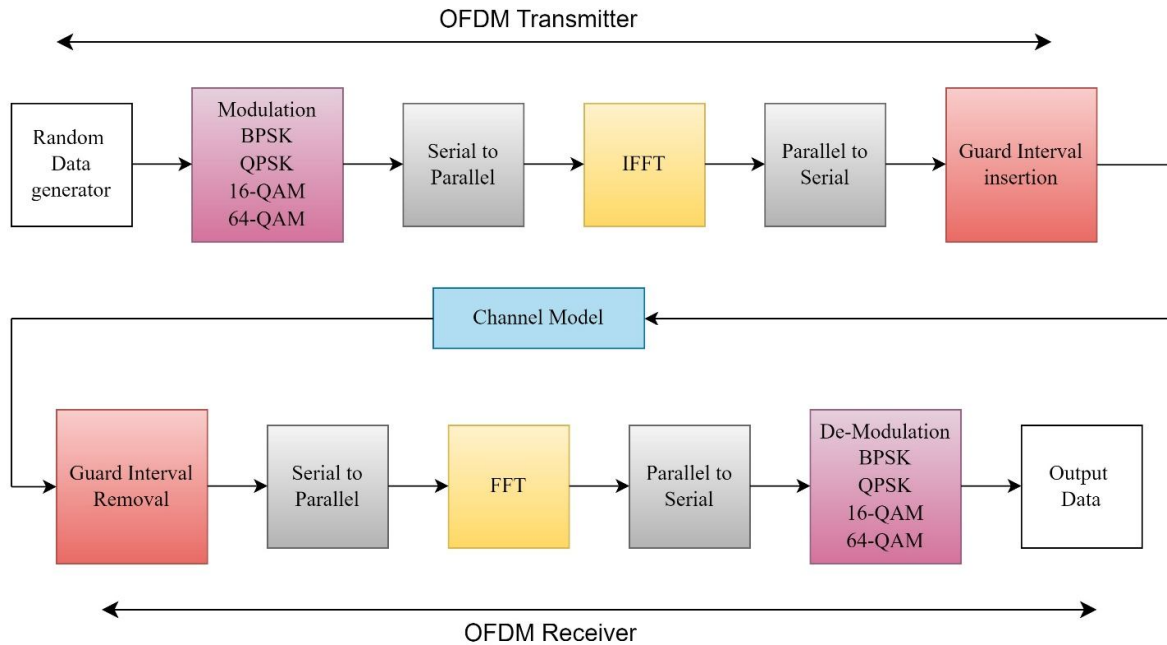 OFDM Transmitter
Random
Data
generator
Modulation
BPSK
QPSK
16-QAM
64-QAM
Serial to
Parallel
IFFT
Parallel to
Serial
Guard Interval
insertion
Channel Model
Guard Interval
Removal
Serial to
Parallel
FFT
Parallel to
Serial
De-Modulation
BPSK
QPSK
16-QAM
64-QAM
Output
Data
OFDM Receiver